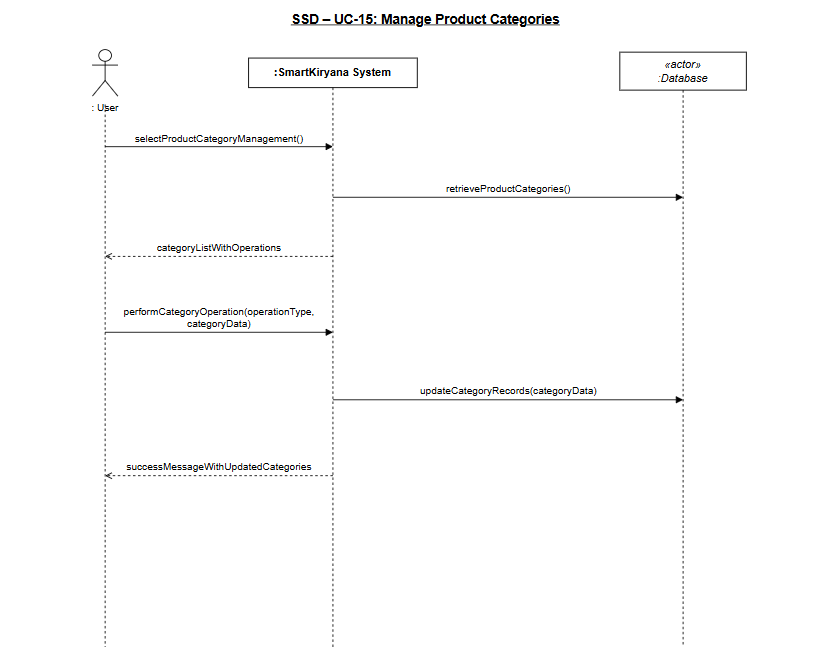 SSD – UC-15: Manage Product Categories
:SmartKiryana System
«actor»
:Database
: User
selectProductCategoryManagement()
retrieveProductCategories()
categoryListWithOperations
performCategoryOperation(operationType,
categoryData)
updateCategoryRecords(categoryData)
successMessageWithUpdatedCategories